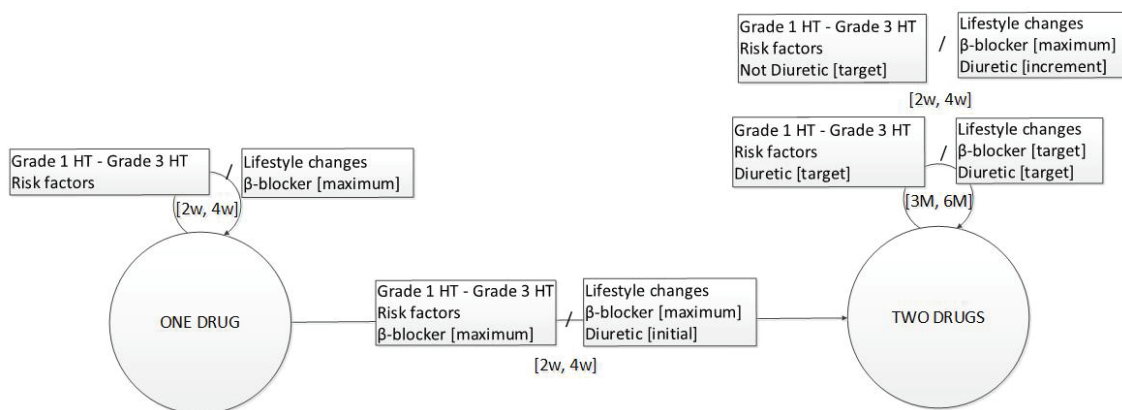 Grade 1 HT - Grade 3 HT
Risk factors
Not Diuretic [target]
/
Lifestyle changes
β-blocker [maximum]
Diuretic [increment]
[2w, 4w]
Grade 1 HT - Grade 3 HT
Risk factors
Diuretic [target]
/
Lifestyle changes
β-blocker [target]
Diuretic [target]
[3M, 6M]
Grade 1 HT - Grade 3 HT
Risk factors
/
Lifestyle changes
β-blocker [maximum]
[2w, 4w]
ONE DRUG
Grade 1 HT - Grade 3 HT
Risk factors
β-blocker [maximum]
/
Lifestyle changes
β-blocker [maximum]
Diuretic [initial]
[2w, 4w]
TWO DRUGS